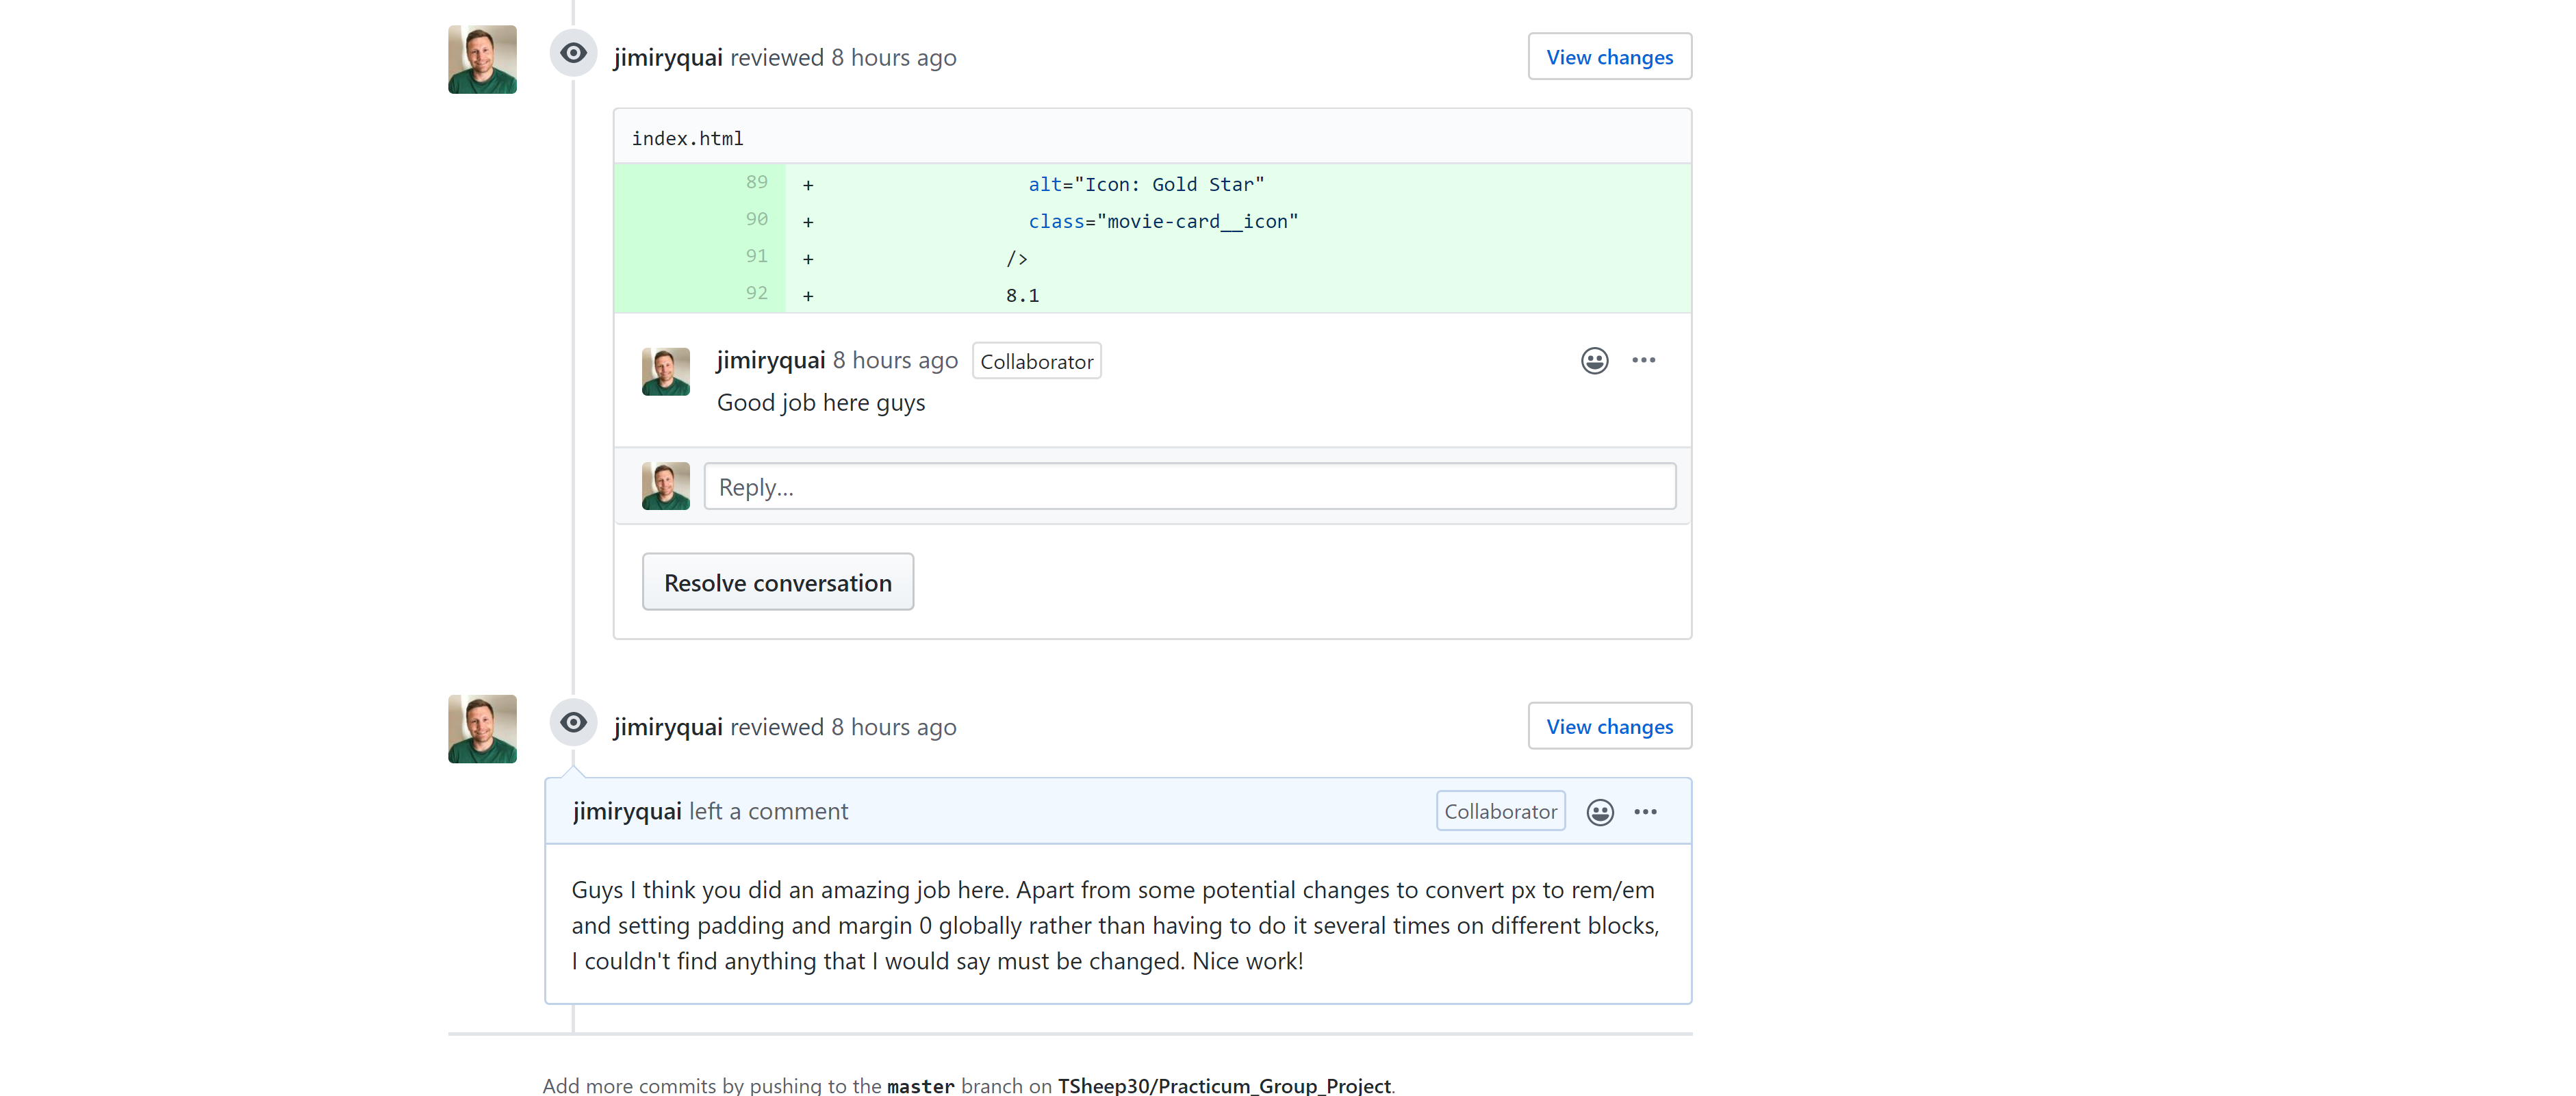 jimiryquai reviewed 8 hours ago
View changes
index.html
89 + alt="Icon: Gold Star"
90 + class="movie-card__icon"
91 + />
92 + 8.1
jimiryquai 8 hours ago Collaborator
Good job here guys
Reply...
Resolve conversation
jimiryquai reviewed 8 hours ago
View changes
jimiryquai left a comment
Collaborator
Guys I think you did an amazing job here. Apart from some potential changes to convert px to rem/em
and setting padding and margin 0 globally rather than having to do it several times on different blocks,
I couldn't find anything that I would say must be changed. Nice work!
Add more commits by pushing to the master branch on TSheep30/Practicum_Group_Project.